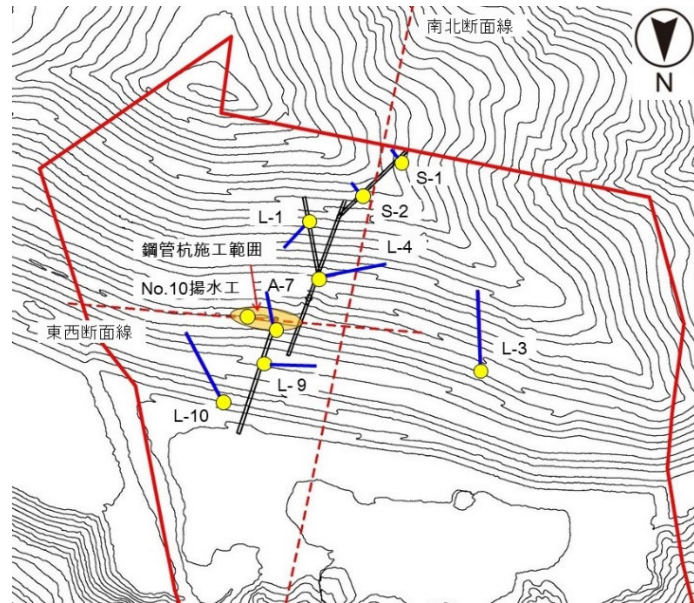 南北断面線
N
S-1
S-2
L-1
L-4
鋼管杭施工範囲
A-7
No.10揚水工
東西断面線
L-3
L-9
L-10